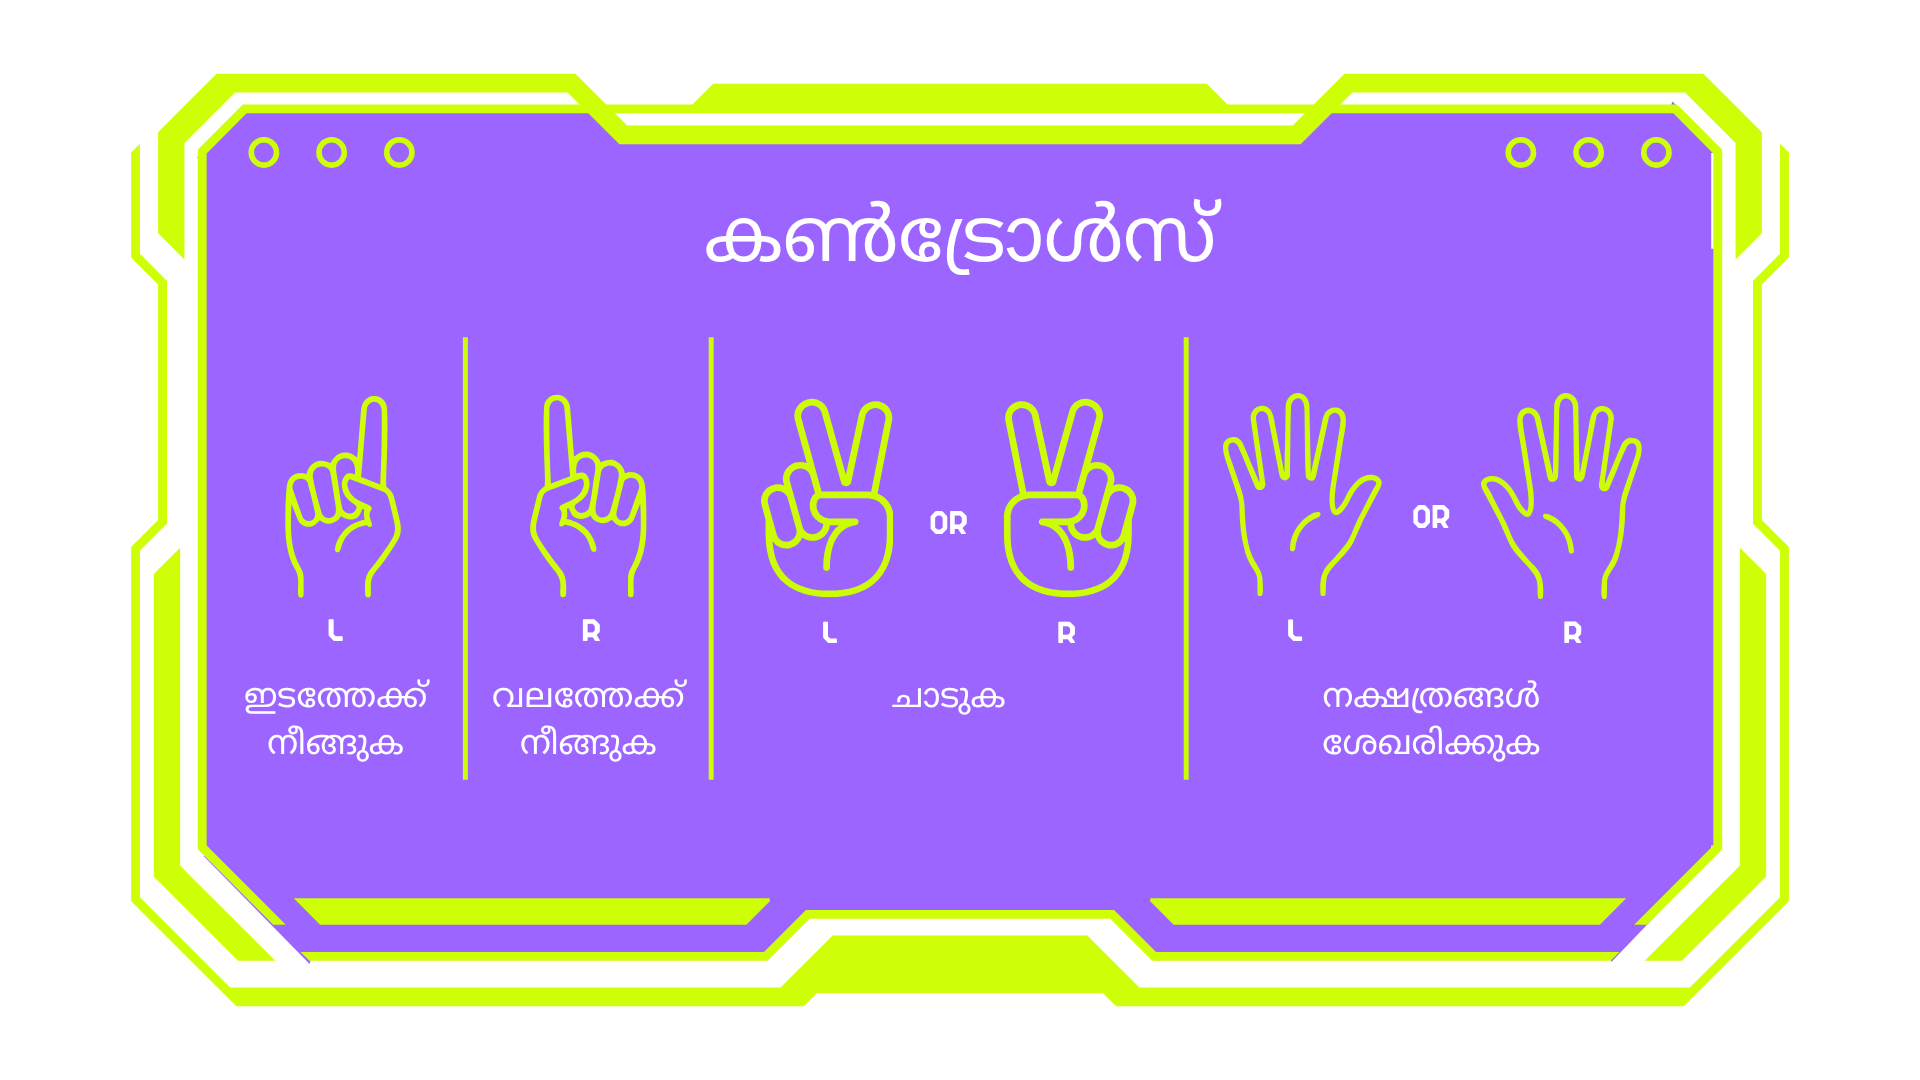 കൺട്രോൾസ്
OR
OR
L
R
L
R
L
R
ഇടത്തേക്ക്
നീങ്ങുക
വലത്തേക്ക്
നീങ്ങുക
ചാടുക
നക്ഷത്രങ്ങൾ
ശേഖരിക്കുക